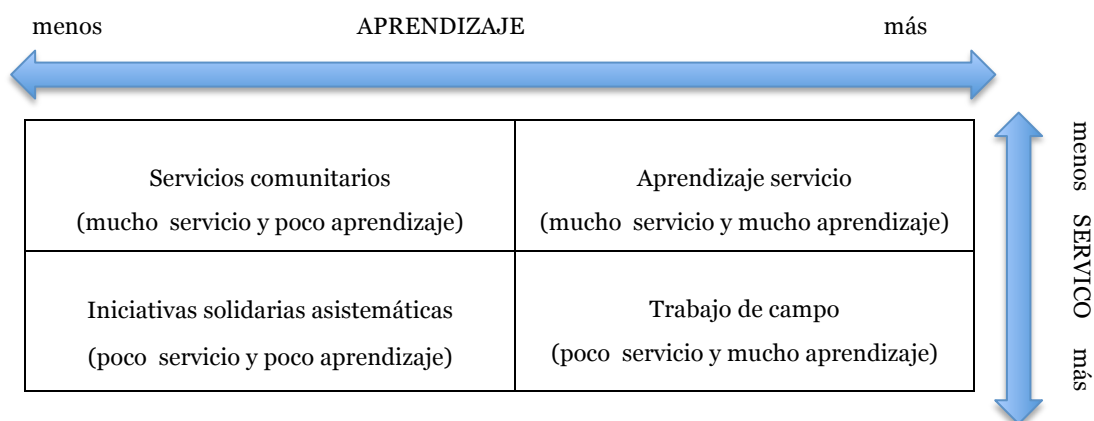 menos APRENDIZAJE más
Servicios comunitarios
(mucho servicio y poco aprendizaje)
Aprendizaje servicio
(mucho servicio y mucho aprendizaje)
Iniciativas solidarias asistemáticas
(poco servicio y poco aprendizaje)
Trabajo de campo
(poco servicio y mucho aprendizaje)
menos SERVICO más